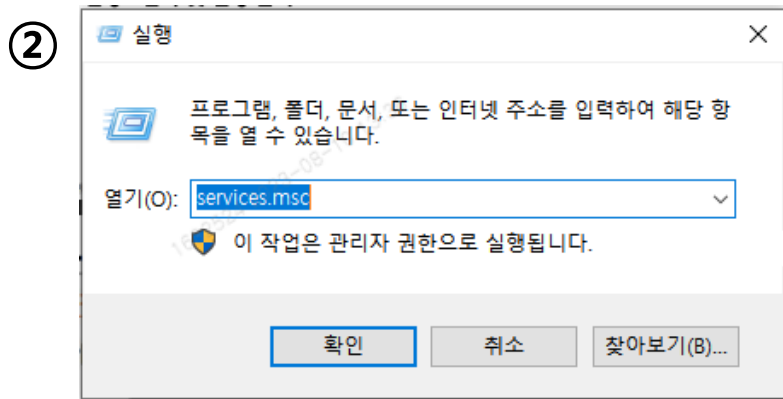 ②
실행
프로그램, 폴더, 문서, 또는 인터넷 주소를 입력하여 해당 항
목을 열 수 있습니다.
열기(O): services.msc
이 작업은 관리자 권한으로 실행됩니다.
확인 취소 찾아보기(B)...